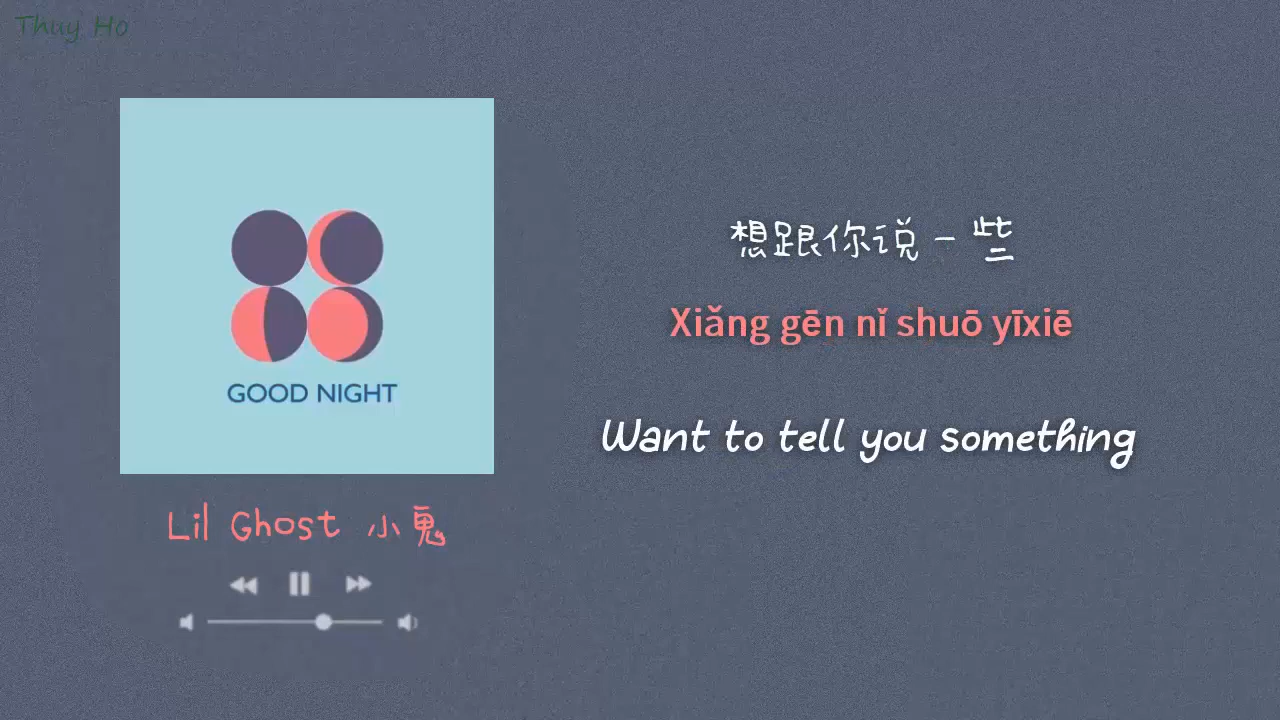 Thuy Ho
GOOD NIGHT
Lil Ghost 小鬼
想跟你说一些
Xiǎng gēn nǐ shuō yīxiē
Want to tell you something